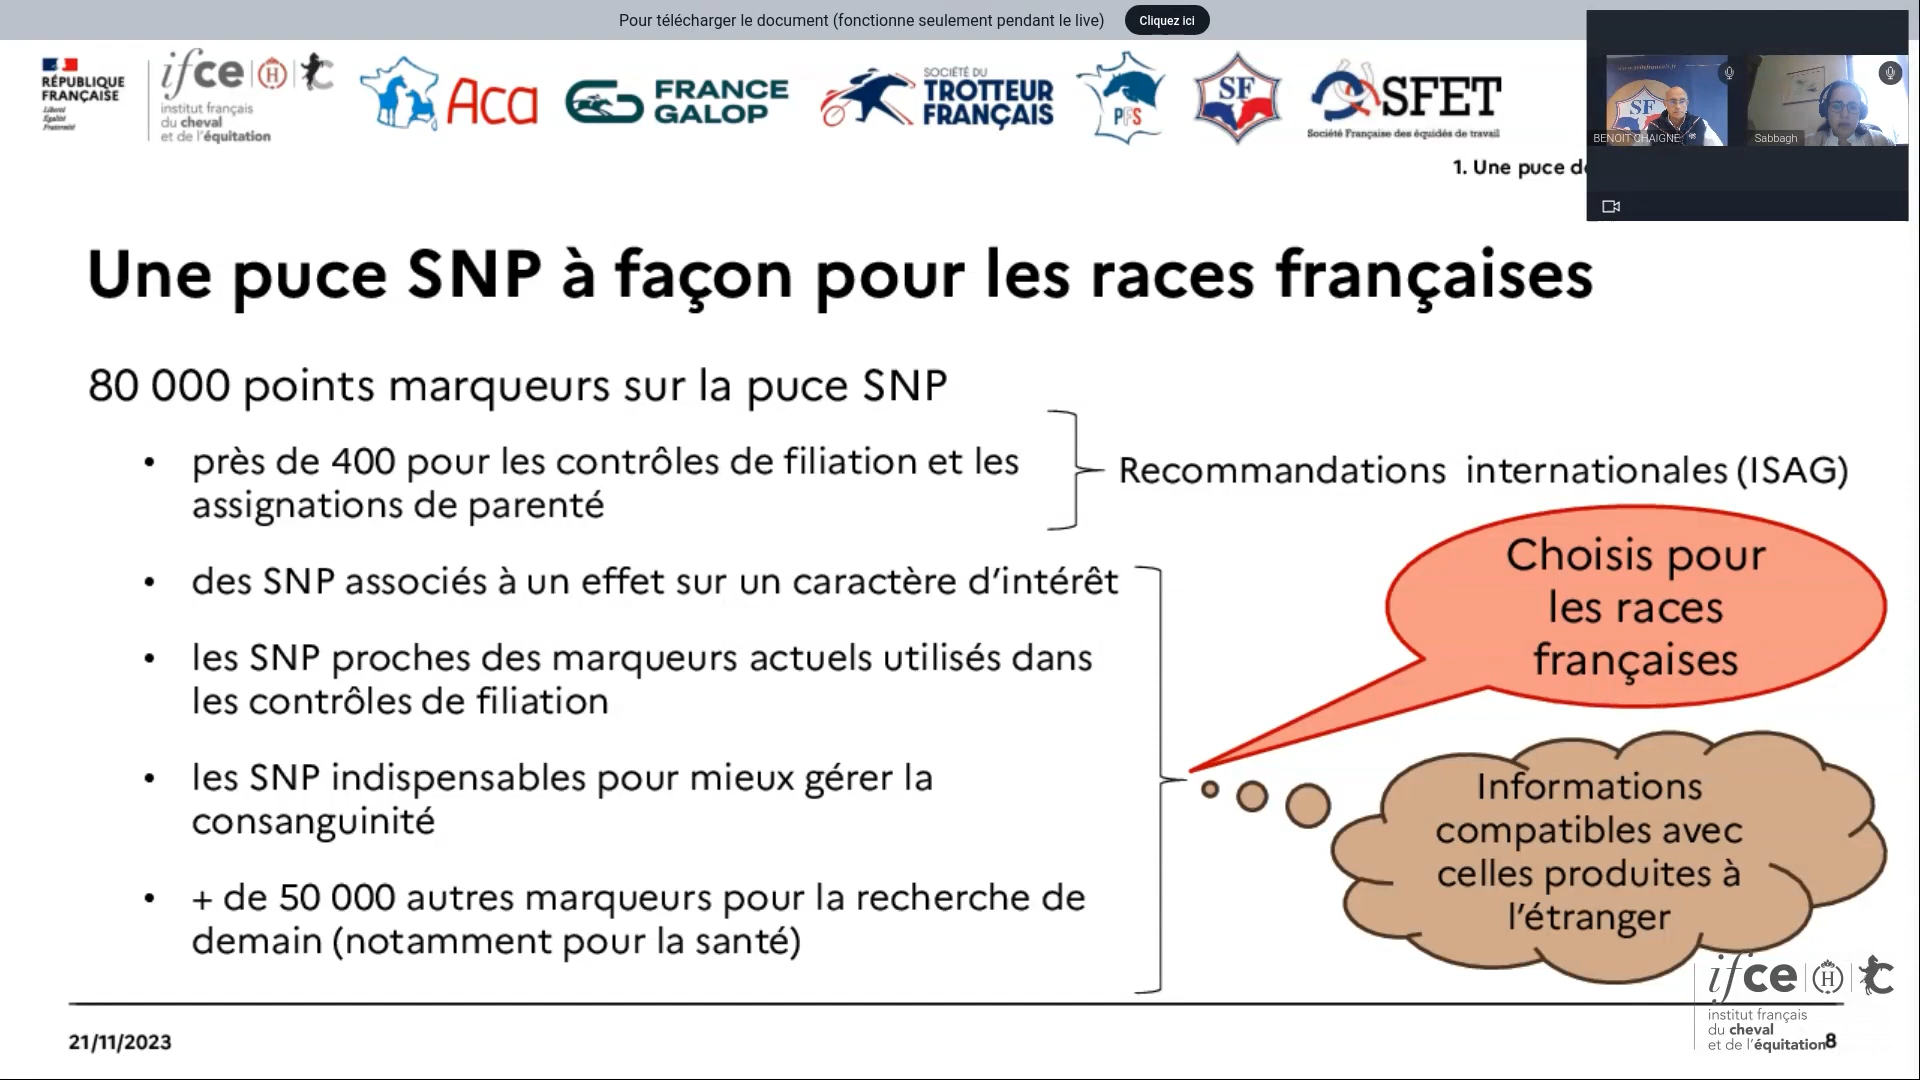 Pour télécharger le document (fonctionne seulement pendant le live)
Cliquez ici
RÉPUBLIQUE
FRANÇAISE
Liberté
Égalité
Fraternité
ifce
institut français
du cheval
et de l'équitation
Aca
FRANCE
GALOP
SOCIÉTÉ DU
TROTTEUR
FRANÇAIS
PFS
SF
SFET
Société Française des équidés de travail
SF
BENOIT CHAIGNE
Sabbagh
1. Une puce de
Une puce SNP à façon pour les races françaises
80 000 points marqueurs sur la puce SNP
• près de 400 pour les contrôles de filiation et les
assignations de parenté
Recommandations internationales (ISAG)
• des SNP associés à un effet sur un caractère d'intérêt
• les SNP proches des marqueurs actuels utilisés dans
les contrôles de filiation
• les SNP indispensables pour mieux gérer la
consanguinité
• + de 50 000 autres marqueurs pour la recherche de
demain (notamment pour la santé)
Choisis pour
les races
françaises
Informations
compatibles avec
celles produites à
l'étranger
ifce H
institut français
du cheval
et de l'équitation
21/11/2023
8